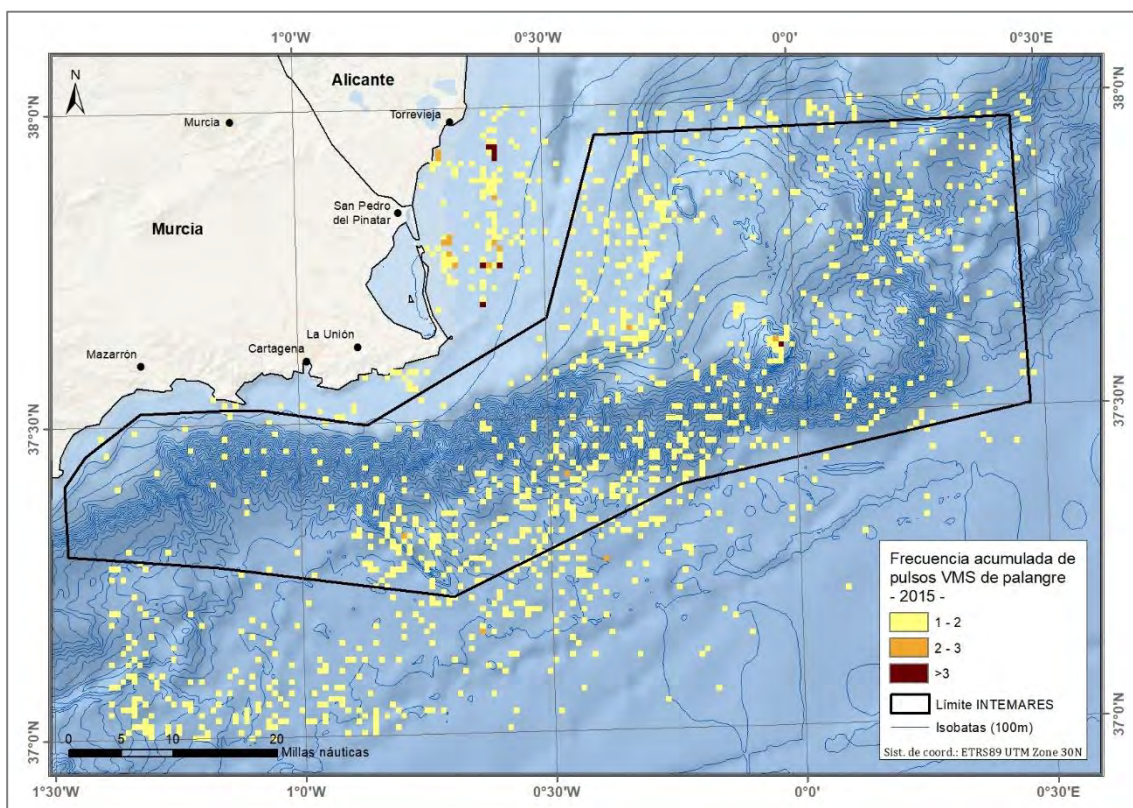 1°0'W
0°30'W
0°0'
0°30'E
N
Alicante
38°0'N
38°0'N
Murcia
Torrevieja
San Pedro
del Pinatar
Murcia
La Unión
Cartagena
Mazarrón
37°30'N
37°30'N
Frecuencia acumulada de
pulsos VMS de palangre
- 2015 -
1 - 2
2 - 3
>3
Límite INTEMARES
Isobatas (100m)
Sist. de coord.: ETRS89 UTM Zone 30N
37°0'N
37°0'N
0 5 10 20
Millas náuticas
1°30'W
1°0'W
0°30'W
0°0'
0°30'E